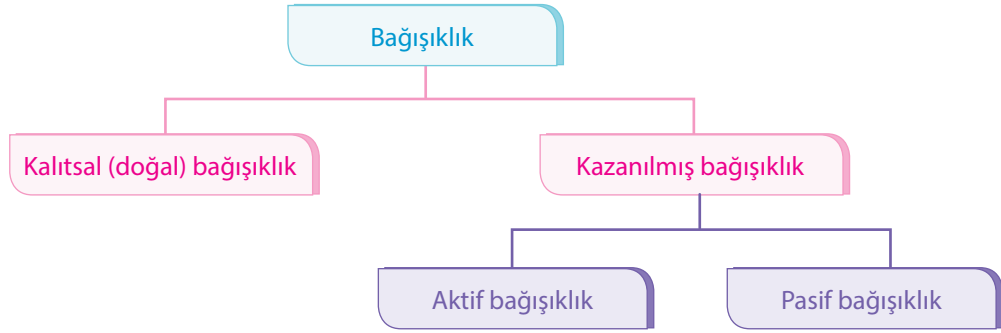 Bağışıklık
Kalıtsal (doğal) bağışıklık
Kazanılmış bağışıklık
Aktif bağışıklık
Pasif bağışıklık